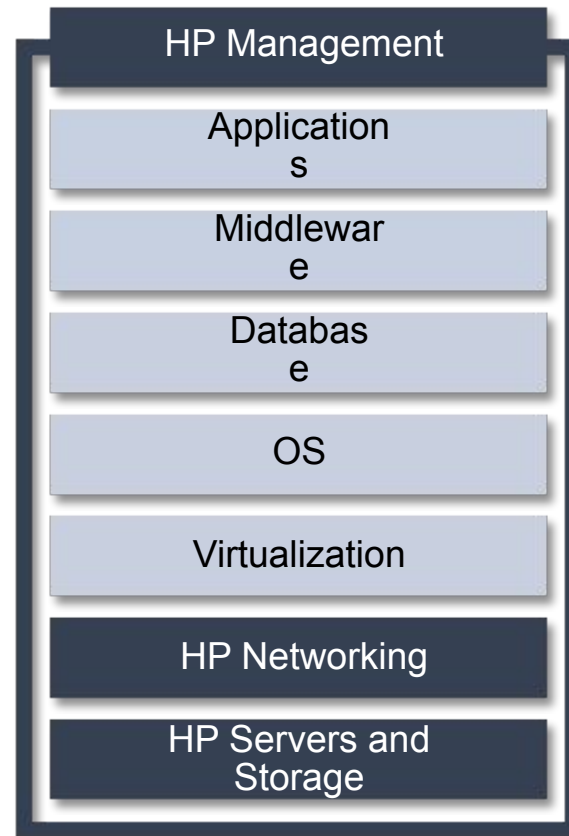 HP Management
Application
s
Middlewar
e
Databas
e
OS
Virtualization
HP Networking
HP Servers and
Storage